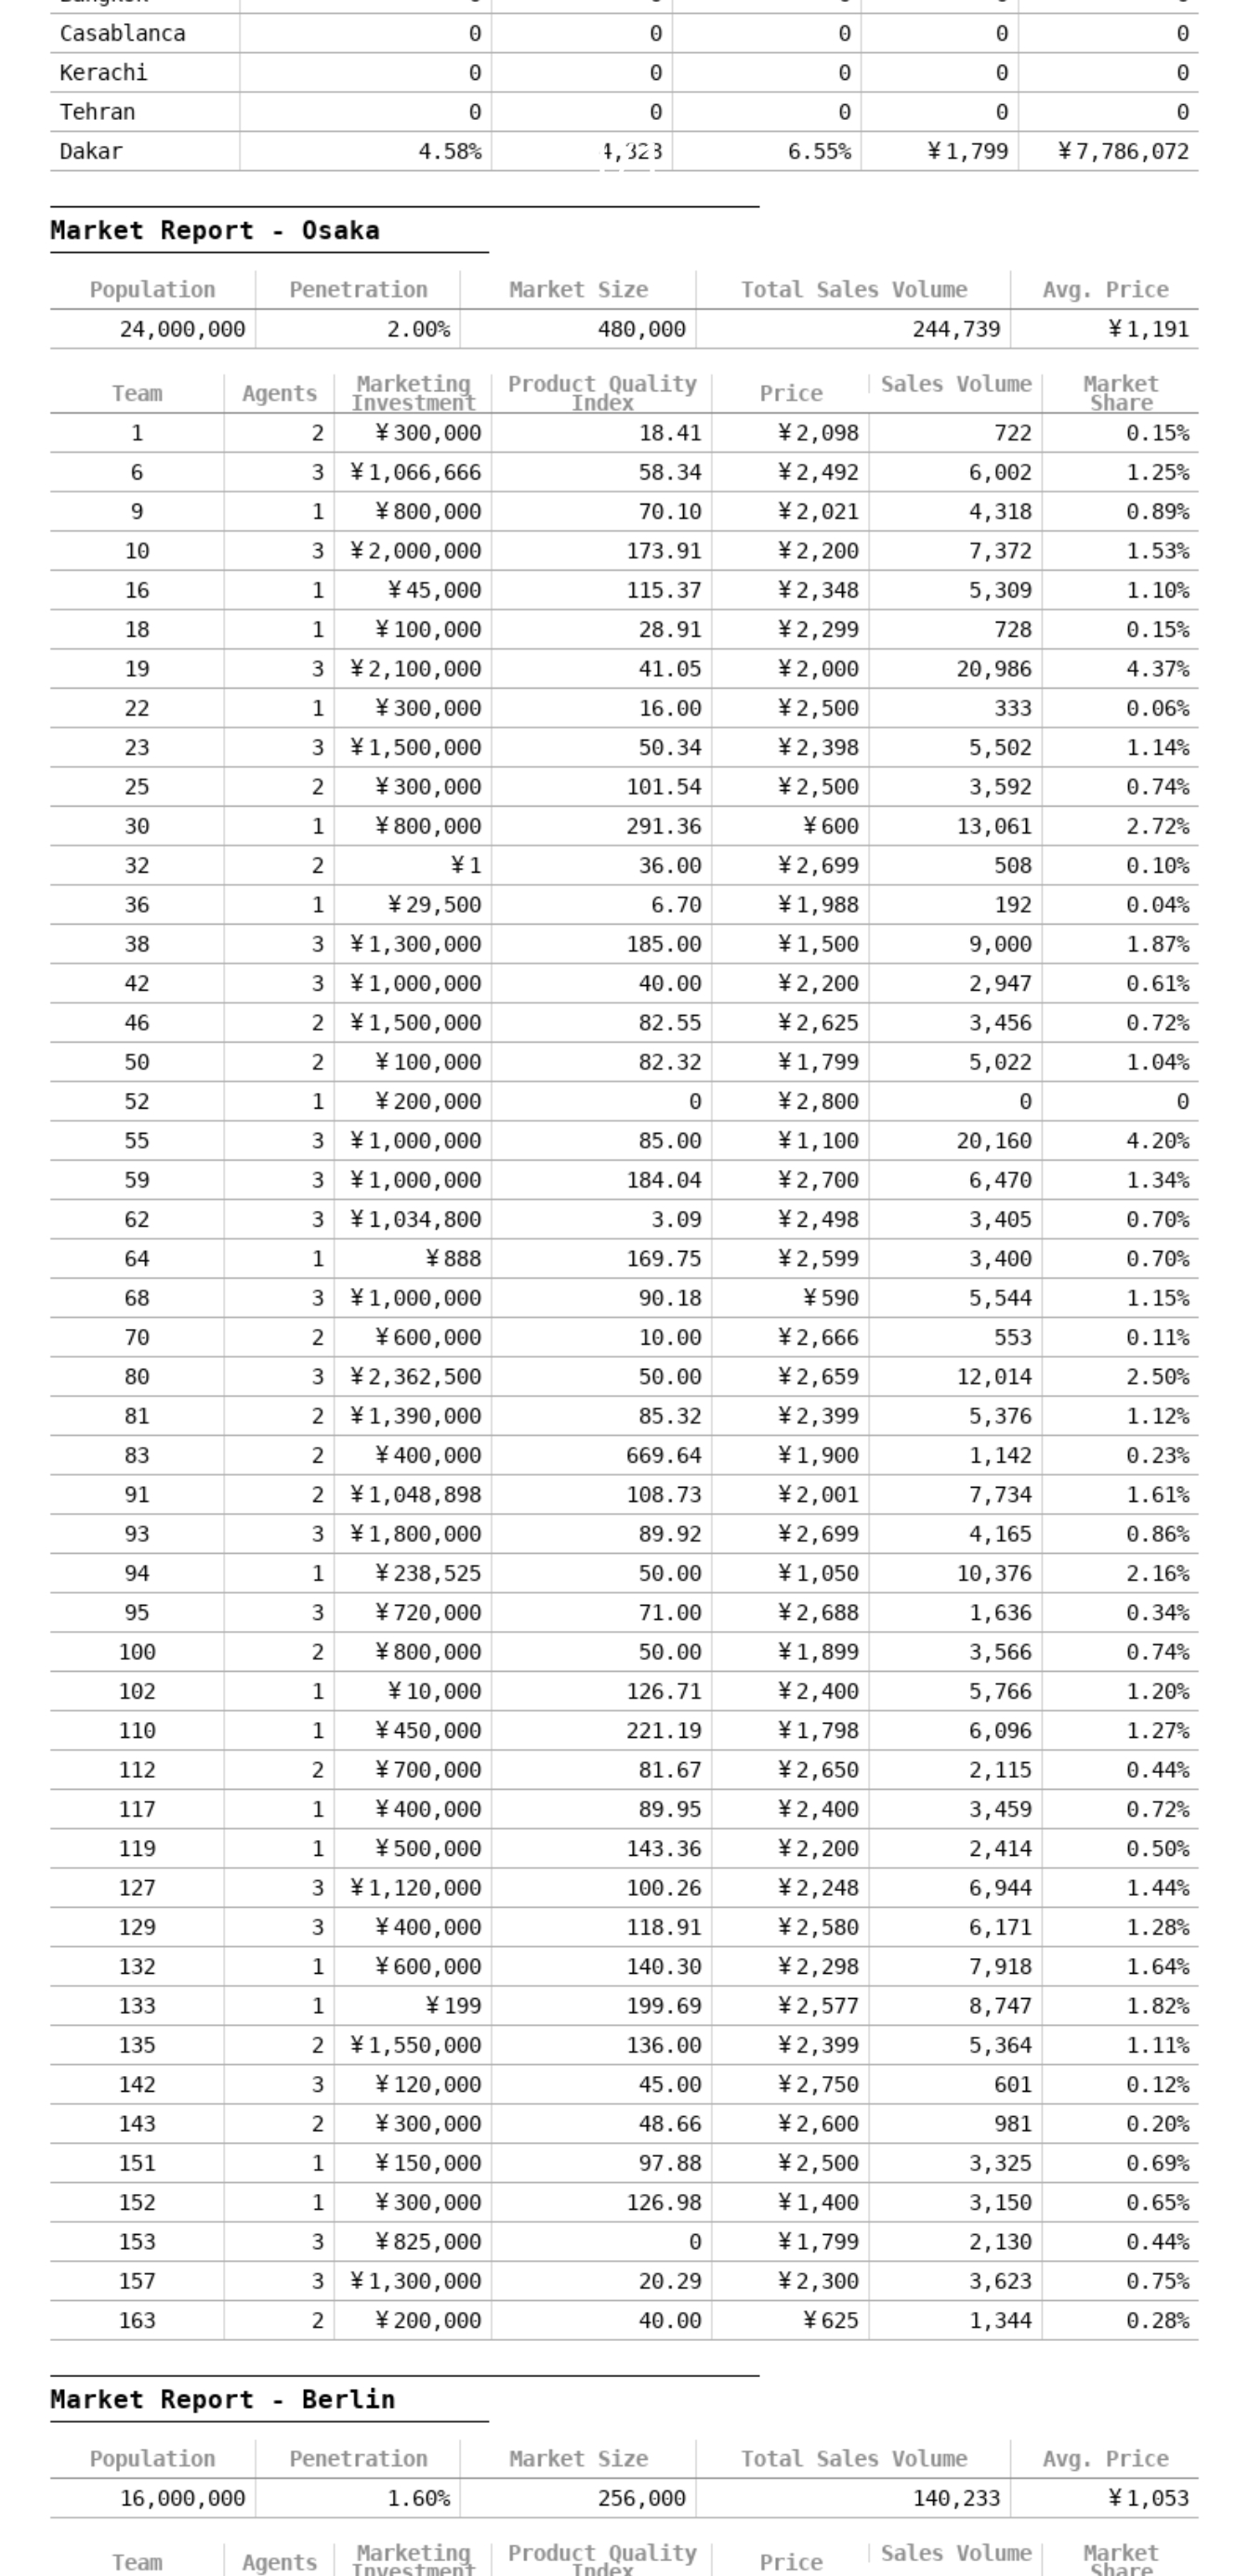 Casablanca 0 0 0 0 0
Kerachi 0 0 0 0 0
Tehran 0 0 0 0 0
Dakar 4.58% 4,323 6.55% ¥1,799 ¥7,786,072
Market Report - Osaka
Population Penetration Market Size Total Sales Volume Avg. Price
24,000,000 2.00% 480,000 244,739 ¥1,191
Team Agents Marketing Investment Product Quality Index Price Sales Volume Market Share
1 2 ¥300,000 18.41 ¥2,098 722 0.15%
6 3 ¥1,066,666 58.34 ¥2,492 6,002 1.25%
9 1 ¥800,000 70.10 ¥2,021 4,318 0.89%
10 3 ¥2,000,000 173.91 ¥2,200 7,372 1.53%
16 1 ¥45,000 115.37 ¥2,348 5,309 1.10%
18 1 ¥100,000 28.91 ¥2,299 728 0.15%
19 3 ¥2,100,000 41.05 ¥2,000 20,986 4.37%
22 1 ¥300,000 16.00 ¥2,500 333 0.06%
23 3 ¥1,500,000 50.34 ¥2,398 5,502 1.14%
25 2 ¥300,000 101.54 ¥2,500 3,592 0.74%
30 1 ¥800,000 291.36 ¥600 13,061 2.72%
32 2 ¥1 36.00 ¥2,699 508 0.10%
36 1 ¥29,500 6.70 ¥1,988 192 0.04%
38 3 ¥1,300,000 185.00 ¥1,500 9,000 1.87%
42 3 ¥1,000,000 40.00 ¥2,200 2,947 0.61%
46 2 ¥1,500,000 82.55 ¥2,625 3,456 0.72%
50 2 ¥100,000 82.32 ¥1,799 5,022 1.04%
52 1 ¥200,000 0 ¥2,800 0 0
55 3 ¥1,000,000 85.00 ¥1,100 20,160 4.20%
59 3 ¥1,000,000 184.04 ¥2,700 6,470 1.34%
62 3 ¥1,034,800 3.09 ¥2,498 3,405 0.70%
64 1 ¥888 169.75 ¥2,599 3,400 0.70%
68 3 ¥1,000,000 90.18 ¥590 5,544 1.15%
70 2 ¥600,000 10.00 ¥2,666 553 0.11%
80 3 ¥2,362,500 50.00 ¥2,659 12,014 2.50%
81 2 ¥1,390,000 85.32 ¥2,399 5,376 1.12%
83 2 ¥400,000 669.64 ¥1,900 1,142 0.23%
91 2 ¥1,048,898 108.73 ¥2,001 7,734 1.61%
93 3 ¥1,800,000 89.92 ¥2,699 4,165 0.86%
94 1 ¥238,525 50.00 ¥1,050 10,376 2.16%
95 3 ¥720,000 71.00 ¥2,688 1,636 0.34%
100 2 ¥800,000 50.00 ¥1,899 3,566 0.74%
102 1 ¥10,000 126.71 ¥2,400 5,766 1.20%
110 1 ¥450,000 221.19 ¥1,798 6,096 1.27%
112 2 ¥700,000 81.67 ¥2,650 2,115 0.44%
117 1 ¥400,000 89.95 ¥2,400 3,459 0.72%
119 1 ¥500,000 143.36 ¥2,200 2,414 0.50%
127 3 ¥1,120,000 100.26 ¥2,248 6,944 1.44%
129 3 ¥400,000 118.91 ¥2,580 6,171 1.28%
132 1 ¥600,000 140.30 ¥2,298 7,918 1.64%
133 1 ¥199 199.69 ¥2,577 8,747 1.82%
135 2 ¥1,550,000 136.00 ¥2,399 5,364 1.11%
142 3 ¥120,000 45.00 ¥2,750 601 0.12%
143 2 ¥300,000 48.66 ¥2,600 981 0.20%
151 1 ¥150,000 97.88 ¥2,500 3,325 0.69%
152 1 ¥300,000 126.98 ¥1,400 3,150 0.65%
153 3 ¥825,000 0 ¥1,799 2,130 0.44%
157 3 ¥1,300,000 20.29 ¥2,300 3,623 0.75%
163 2 ¥200,000 40.00 ¥625 1,344 0.28%
Market Report - Berlin
Population Penetration Market Size Total Sales Volume Avg. Price
16,000,000 1.60% 256,000 140,233 ¥1,053
Team Agents Marketing Investment Product Quality Index Price Sales Volume Market Share